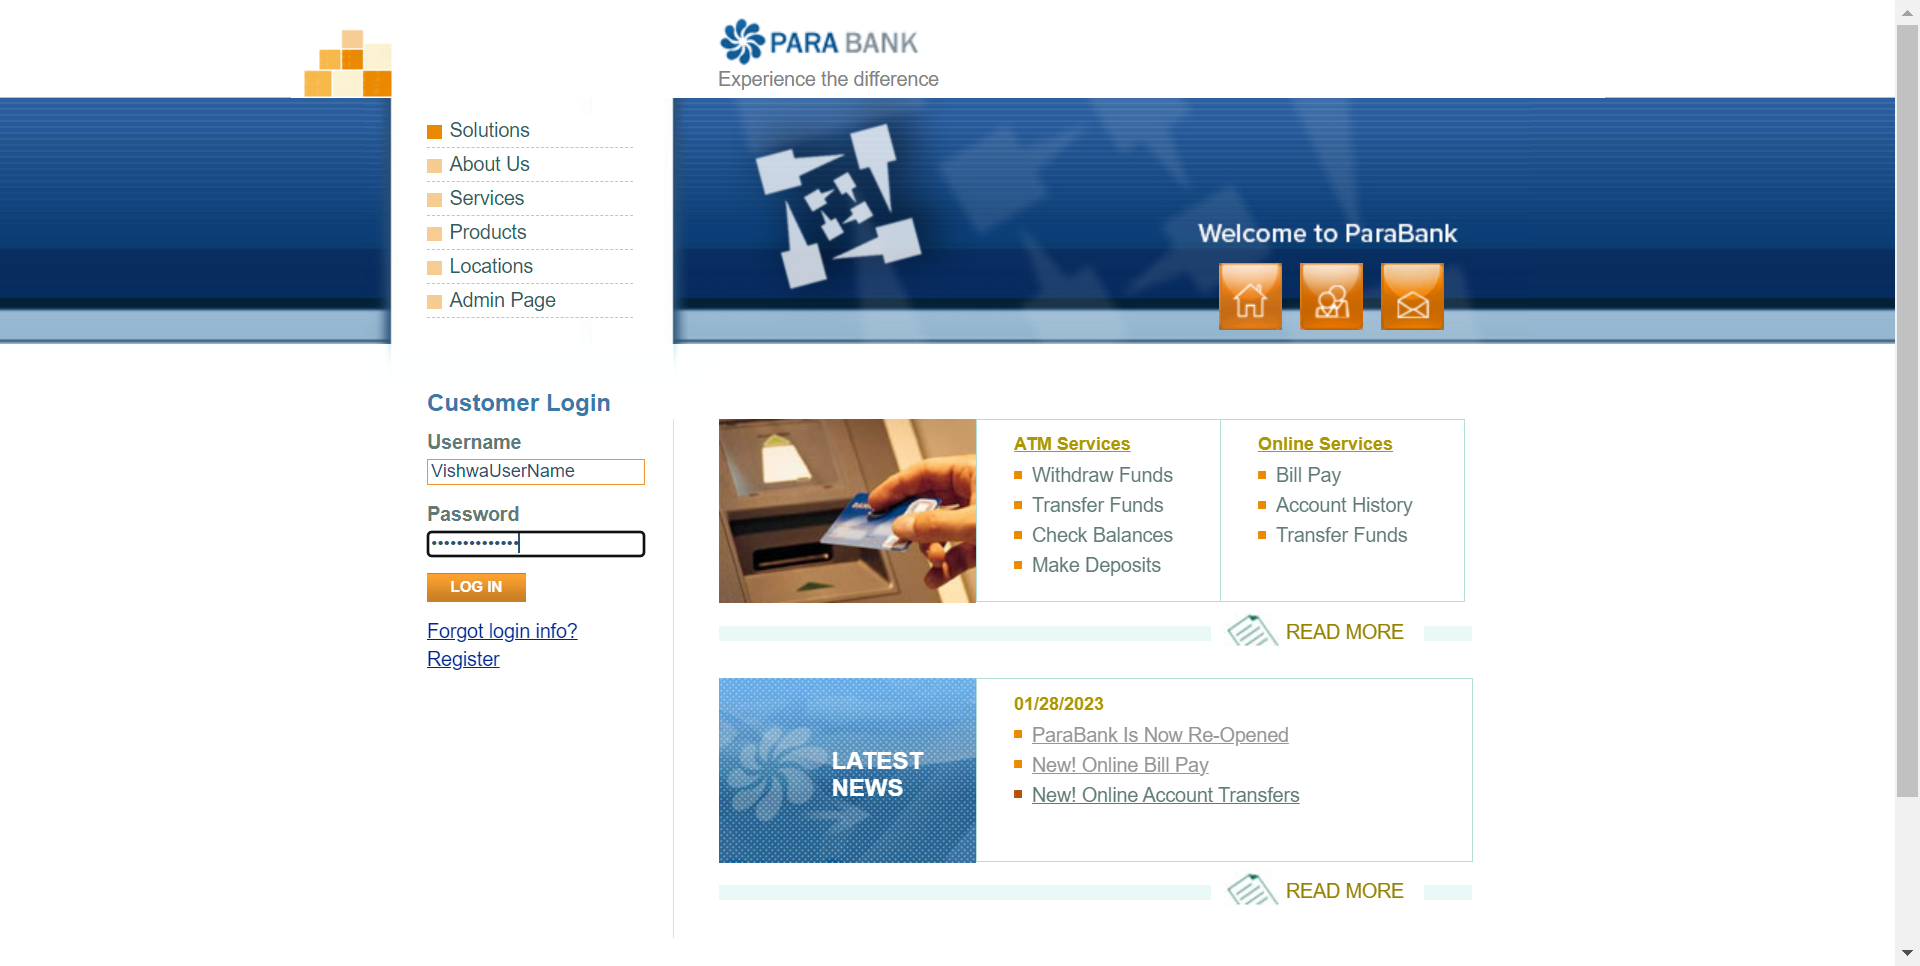 PARA BANK
Experience the difference
Solutions
About Us
Services
Products
Locations
Admin Page
Welcome to ParaBank
Customer Login
Username
VishwaUserName
Password
••••••••••••••
LOG IN
Forgot login info?
Register
ATM Services
Withdraw Funds
Transfer Funds
Check Balances
Make Deposits
Online Services
Bill Pay
Account History
Transfer Funds
READ MORE
LATEST
NEWS
01/28/2023
ParaBank Is Now Re-Opened
New! Online Bill Pay
New! Online Account Transfers
READ MORE